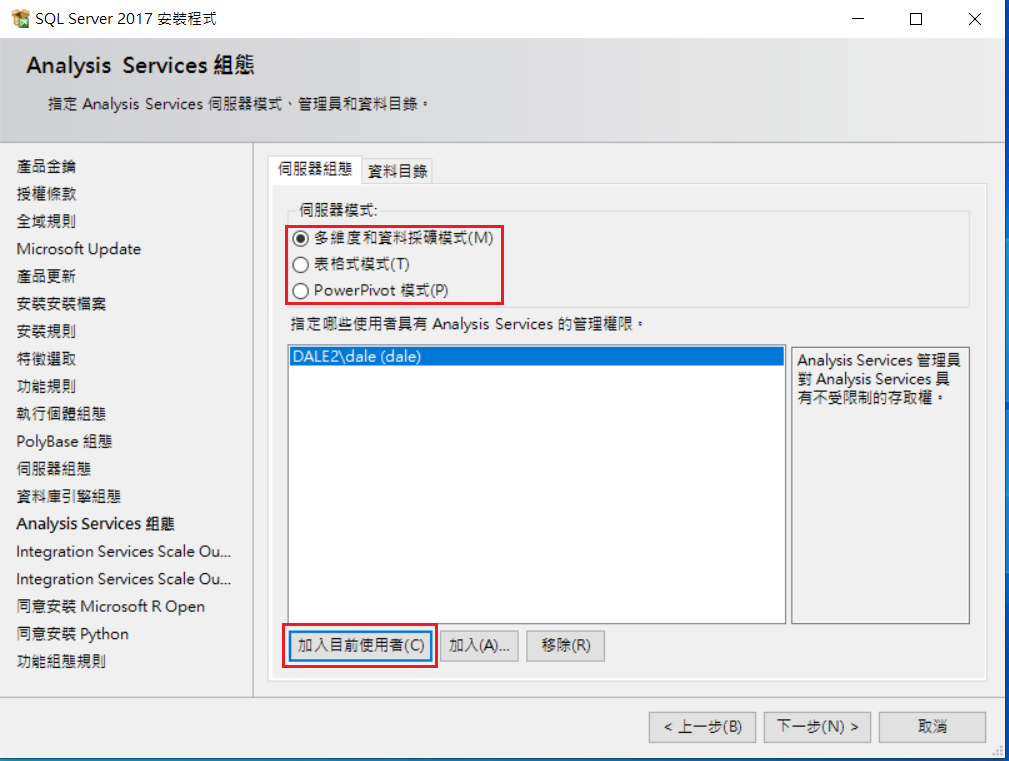 SQL Server 2017 安裝程式
Analysis Services 組態
指定 Analysis Services 伺服器模式、管理員和資料目錄。
產品金鑰
授權條款
全域規則
Microsoft Update
產品更新
安裝安裝檔案
安裝規則
特徵選取
功能規則
執行個體組態
PolyBase 組態
伺服器組態
資料庫引擎組態
Analysis Services 組態
Integration Services Scale Ou...
Integration Services Scale Ou...
同意安裝 Microsoft R Open
同意安裝 Python
功能組態規則
伺服器組態 資料目錄
伺服器模式:
多維度和資料採礦模式(M)
表格式模式(T)
PowerPivot 模式(P)
指定哪些使用者具有 Analysis Services 的管理權限。
DALE2\dale (dale)
Analysis Services 管理員
對 Analysis Services 具
有不受限制的存取權。
加入目前使用者(C) 加入(A)... 移除(R)
< 上一步(B) 下一步(N) > 取消